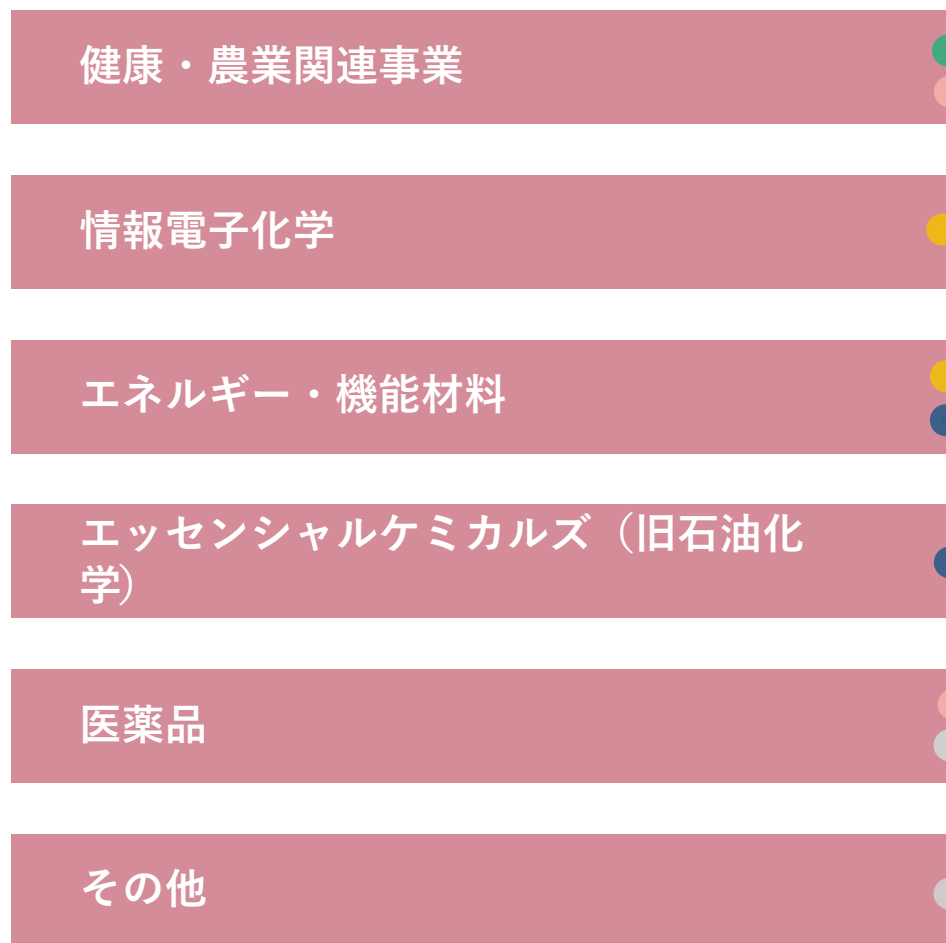 健康・農業関連事業
情報電子化学
エネルギー・機能材料
エッセンシャルケミカルズ（旧石油化
学）
医薬品
その他